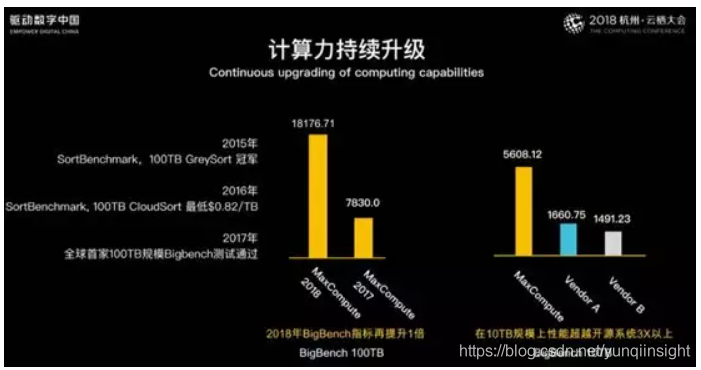 驱动数字中国
EMPOWER DIGITAL CHINA
2018 杭州·云栖大会
THE COMPUTING CONFERENCE
计算力持续升级
Continuous upgrading of computing capabilities
2015年
SortBenchmark，100TB GreySort 冠军
2016年
SortBenchmark, 100TB CloudSort 最低$0.82/TB
2017年
全球首家100TB规模Bigbench测试通过
18176.71
7830.0
MaxCompute
2018
MaxCompute
2017
2018年BigBench指标再提升1倍
BigBench 100TB
5608.12
1660.75
1491.23
MaxCompute
Vendor A
Vendor B
在10TB规模上性能超越开源系统3X以上
BigBench 10TB
https://blog.csdn.net/yunqiinsight